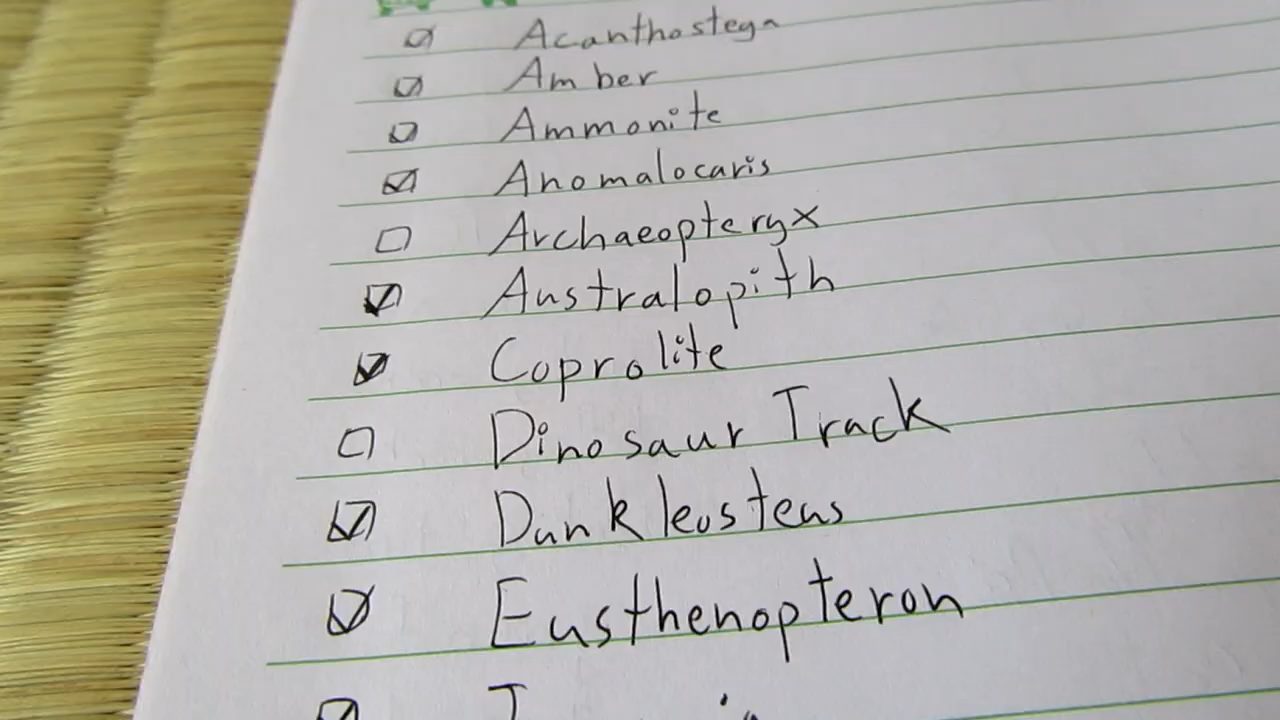 ☑ Acanthostega
☑ Amber
☑ Ammonite
☑ Anomalocaris
☐ Archaeopteryx
☑ Australopith
☑ Coprolite
☐ Dinosaur Track
☑ Dunkleosteus
☑ Eusthenopteron